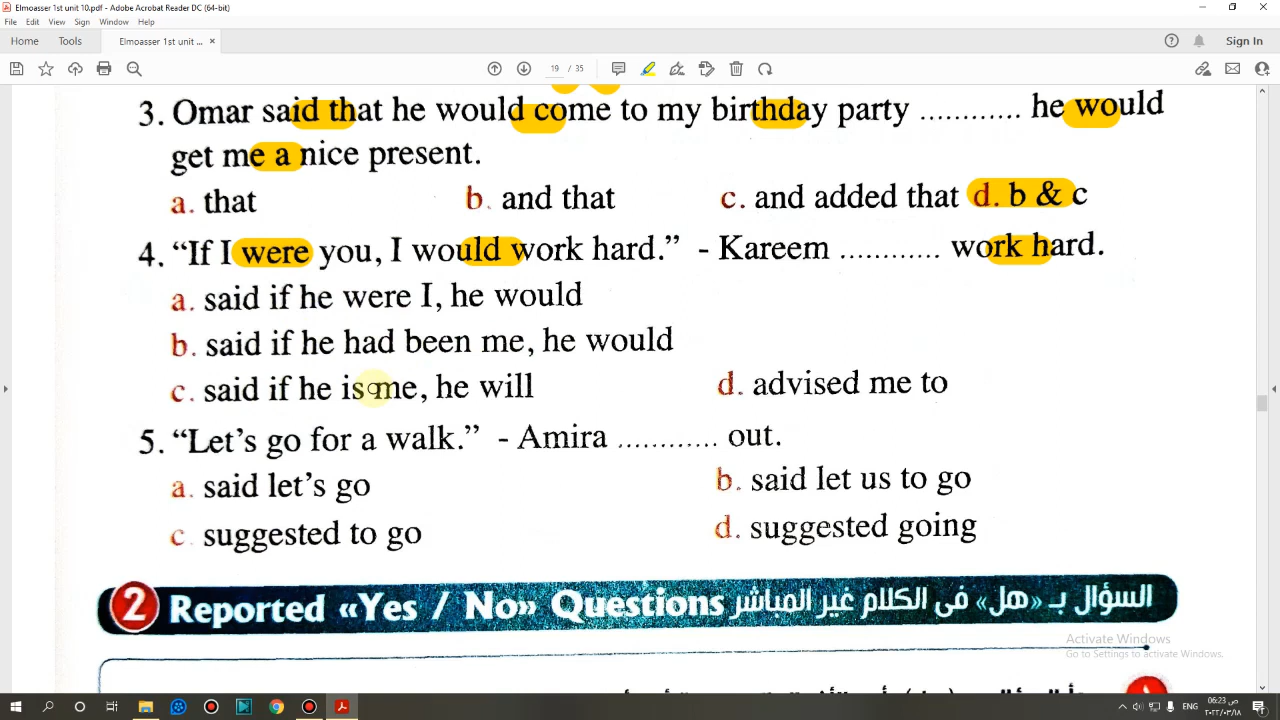 Elmoasser 1st unit 10.pdf - Adobe Acrobat Reader DC (64-bit)
File Edit View Sign Window Help
Home Tools Elmoasser 1st unit ... × Sign In
19 / 35
3. Omar said that he would come to my birthday party ............ he would
get me a nice present.
a. that b. and that c. and added that d. b & c
4. “If I were you, I would work hard.” - Kareem ............ work hard.
a. said if he were I, he would
b. said if he had been me, he would
c. said if he is me, he will d. advised me to
5. “Let’s go for a walk.” - Amira ............ out.
a. said let’s go b. said let us to go
c. suggested to go d. suggested going
2 Reported «Yes / No» Questions السؤال بـ «هل» فى الكلام غير المباشر
Activate Windows
Go to Settings to activate Windows.
ENG 06:23 ص
٢٠٢٢/٠٣/١٨